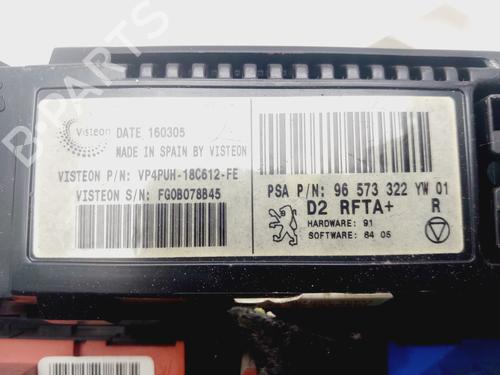 Visteon
DATE 160305
MADE IN SPAIN BY VISTEON
VISTEON P/N: VP4PUH-18C612-FE
VISTEON S/N: FG0B078B45
PSA P/N: 96 573 322 YW 01
D2 RFTA+ R
HARDWARE: 91
SOFTWARE: 84 05
B-PARTS